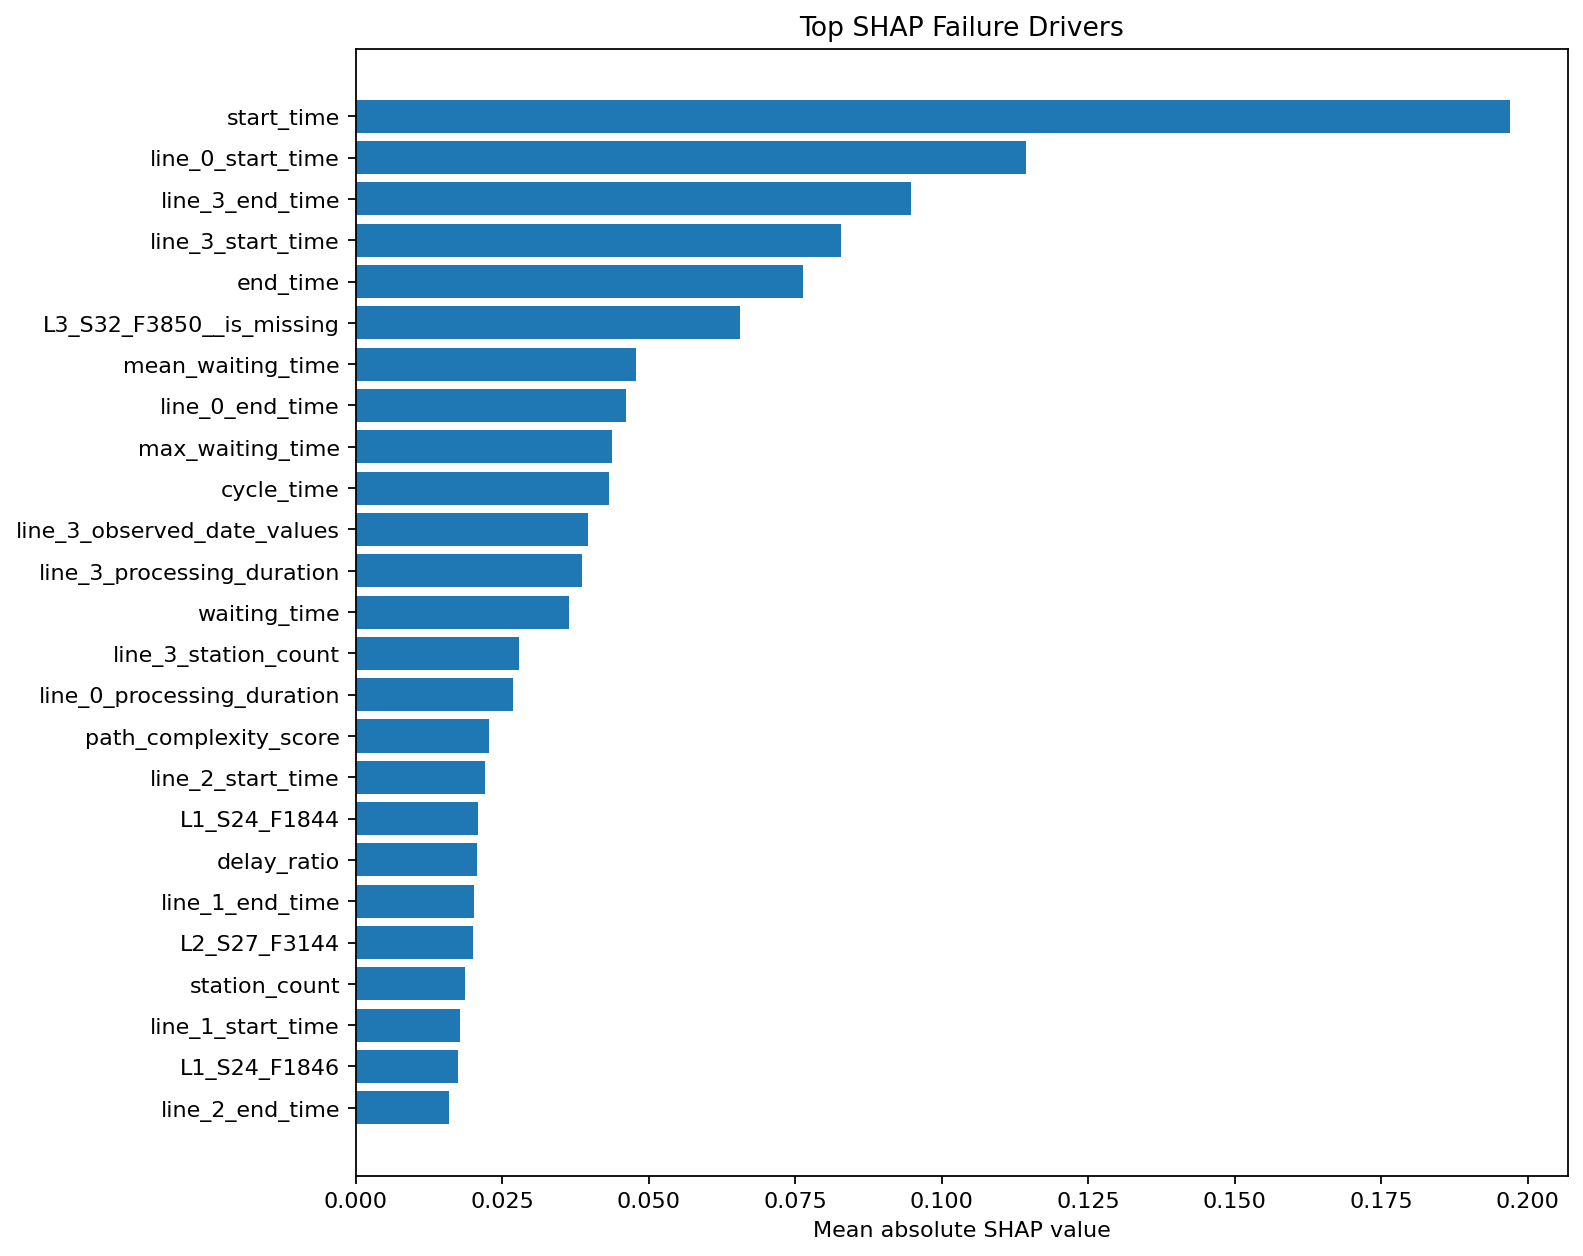 Top SHAP Failure Drivers
start_time
line_0_start_time
line_3_end_time
line_3_start_time
end_time
L3_S32_F3850__is_missing
mean_waiting_time
line_0_end_time
max_waiting_time
cycle_time
line_3_observed_date_values
line_3_processing_duration
waiting_time
line_3_station_count
line_0_processing_duration
path_complexity_score
line_2_start_time
L1_S24_F1844
delay_ratio
line_1_end_time
L2_S27_F3144
station_count
line_1_start_time
L1_S24_F1846
line_2_end_time
0.000 0.025 0.050 0.075 0.100 0.125 0.150 0.175 0.200
Mean absolute SHAP value